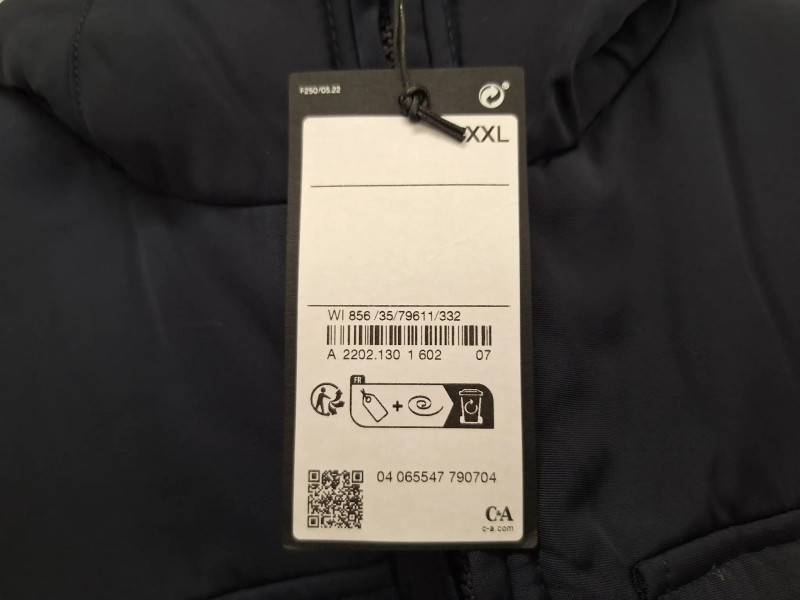 F250/05.22
XXL
WI 856 /35/79611/332
A 2202.130 1 602 07
FR
04 065547 790704
C&A
c-a.com